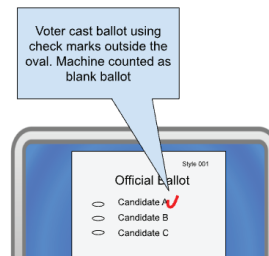 Voter cast ballot using
check marks outside the
oval. Machine counted as
blank ballot
Style 001
Official Ballot
Candidate A
Candidate B
Candidate C